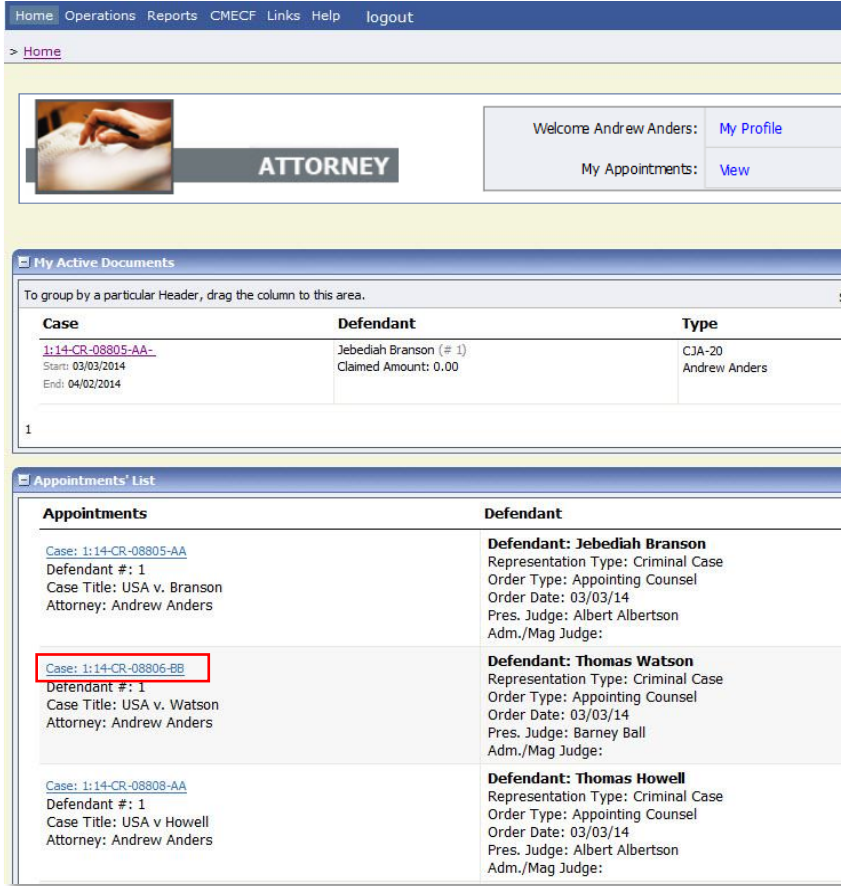 Home Operations Reports CMECF Links Help logout
> Home
ATTORNEY
Welcome Andrew Anders: My Profile
My Appointments: View
My Active Documents
To group by a particular Header, drag the column to this area.
Case Defendant Type
1:14-CR-08805-AA- Jebediah Branson (# 1) CJA-20
Start: 03/03/2014 Claimed Amount: 0.00 Andrew Anders
End: 04/02/2014
1
Appointments' List
Appointments Defendant
Case: 1:14-CR-08805-AA
Defendant #: 1
Case Title: USA v. Branson
Attorney: Andrew Anders
Defendant: Jebediah Branson
Representation Type: Criminal Case
Order Type: Appointing Counsel
Order Date: 03/03/14
Pres. Judge: Albert Albertson
Adm./Mag Judge:
Case: 1:14-CR-08806-BB
Defendant #: 1
Case Title: USA v. Watson
Attorney: Andrew Anders
Defendant: Thomas Watson
Representation Type: Criminal Case
Order Type: Appointing Counsel
Order Date: 03/03/14
Pres. Judge: Barney Ball
Adm./Mag Judge:
Case: 1:14-CR-08808-AA
Defendant #: 1
Case Title: USA v Howell
Attorney: Andrew Anders
Defendant: Thomas Howell
Representation Type: Criminal Case
Order Type: Appointing Counsel
Order Date: 03/03/14
Pres. Judge: Albert Albertson
Adm./Mag Judge: